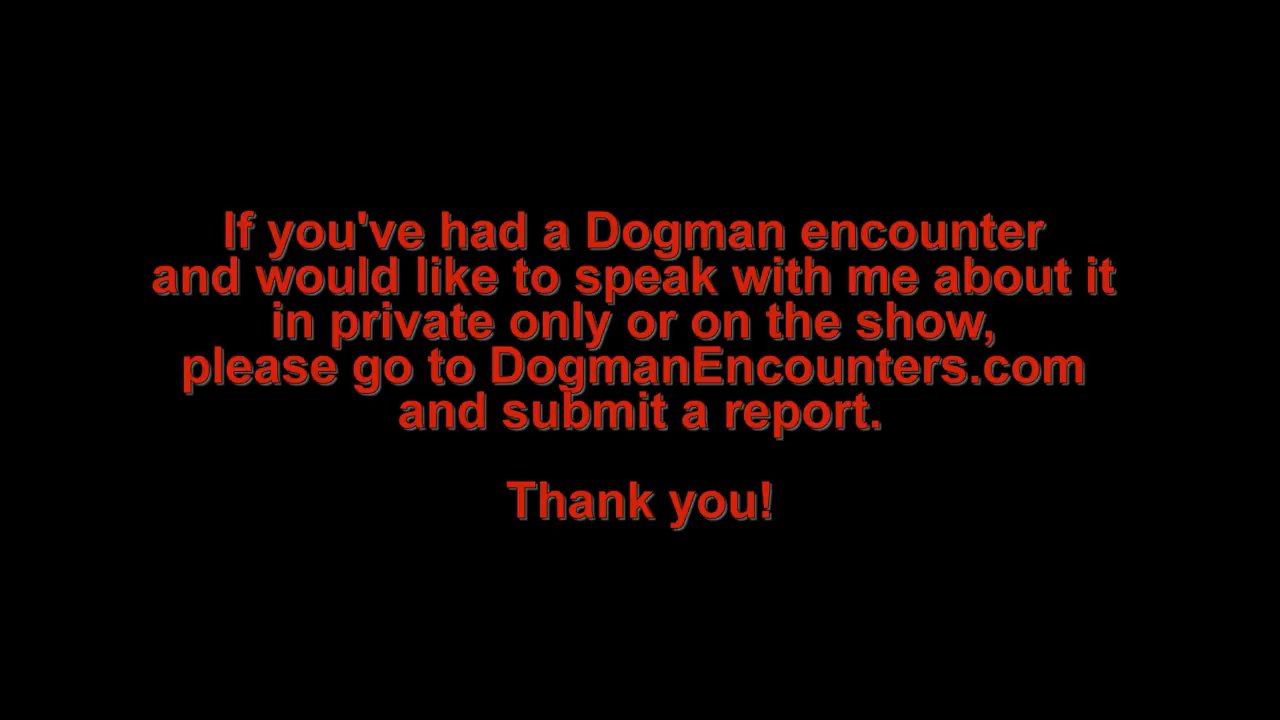 If you've had a Dogman encounter
and would like to speak with me about it
in private only or on the show,
please go to DogmanEncounters.com
and submit a report.
Thank you!